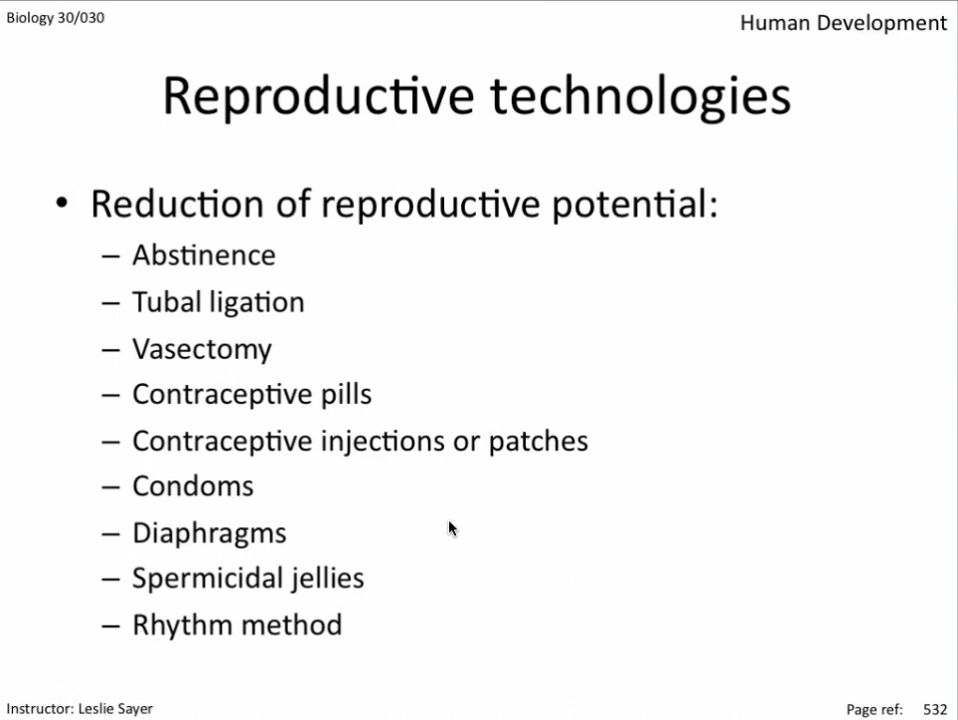 Biology 30/030
Human Development
Reproductive technologies
• Reduction of reproductive potential:
– Abstinence
– Tubal ligation
– Vasectomy
– Contraceptive pills
– Contraceptive injections or patches
– Condoms
– Diaphragms
– Spermicidal jellies
– Rhythm method
Instructor: Leslie Sayer
Page ref: 532